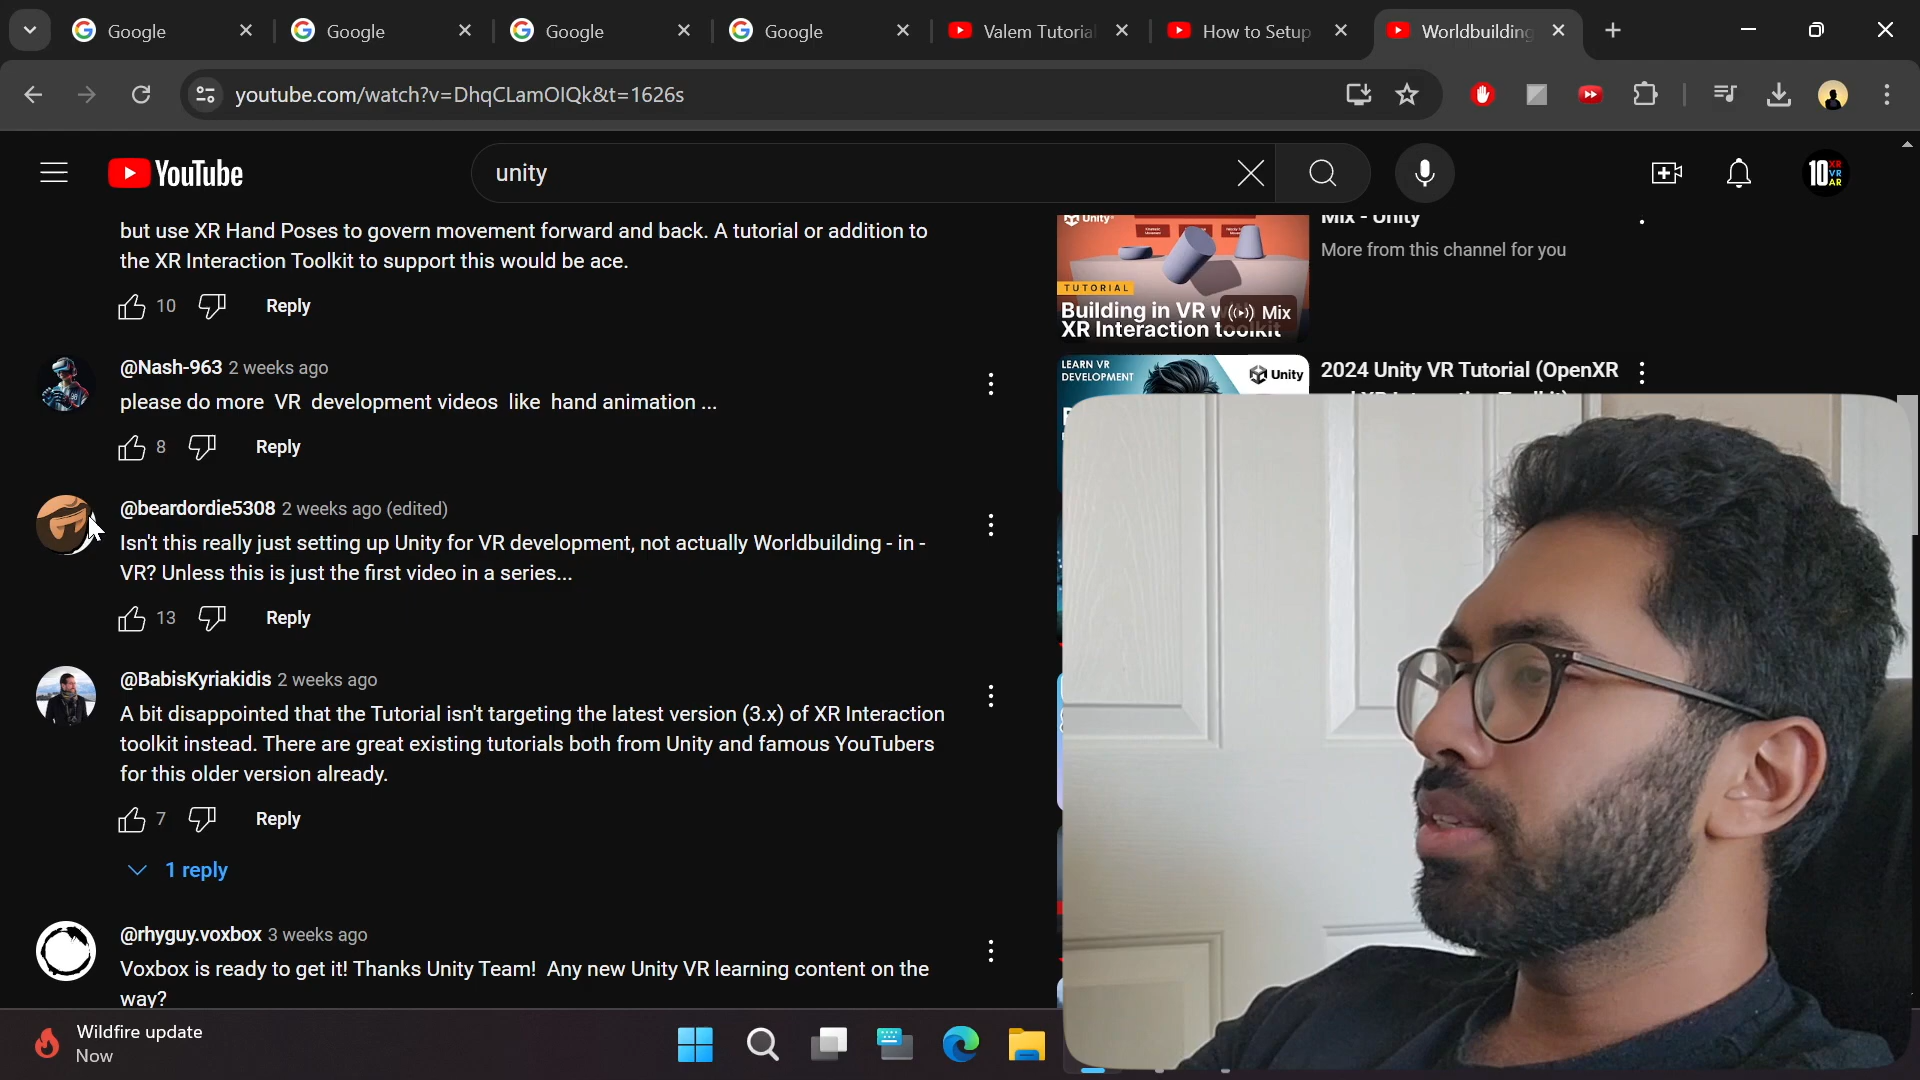 Google
Google
Google
Google
Valem Tutorial
How to Setup
Worldbuilding
youtube.com/watch?v=DhqCLamOIQk&t=1626s
YouTube
unity
10 XR VR AR
but use XR Hand Poses to govern movement forward and back. A tutorial or addition to
the XR Interaction Toolkit to support this would be ace.
10 Reply
@Nash-963 2 weeks ago
please do more VR development videos like hand animation ...
8 Reply
@beardordie5308 2 weeks ago (edited)
Isn't this really just setting up Unity for VR development, not actually Worldbuilding - in -
VR? Unless this is just the first video in a series...
13 Reply
@BabisKyriakidis 2 weeks ago
A bit disappointed that the Tutorial isn't targeting the latest version (3.x) of XR Interaction
toolkit instead. There are great existing tutorials both from Unity and famous YouTubers
for this older version already.
7 Reply
1 reply
@rhyguy.voxbox 3 weeks ago
Voxbox is ready to get it! Thanks Unity Team! Any new Unity VR learning content on the
way?
Unity
TUTORIAL
Building in VR w
XR Interaction toolkit
Mix
Mix - Unity
More from this channel for you
LEARN VR
DEVELOPMENT
Unity
2024 Unity VR Tutorial (OpenXR
Wildfire update
Now